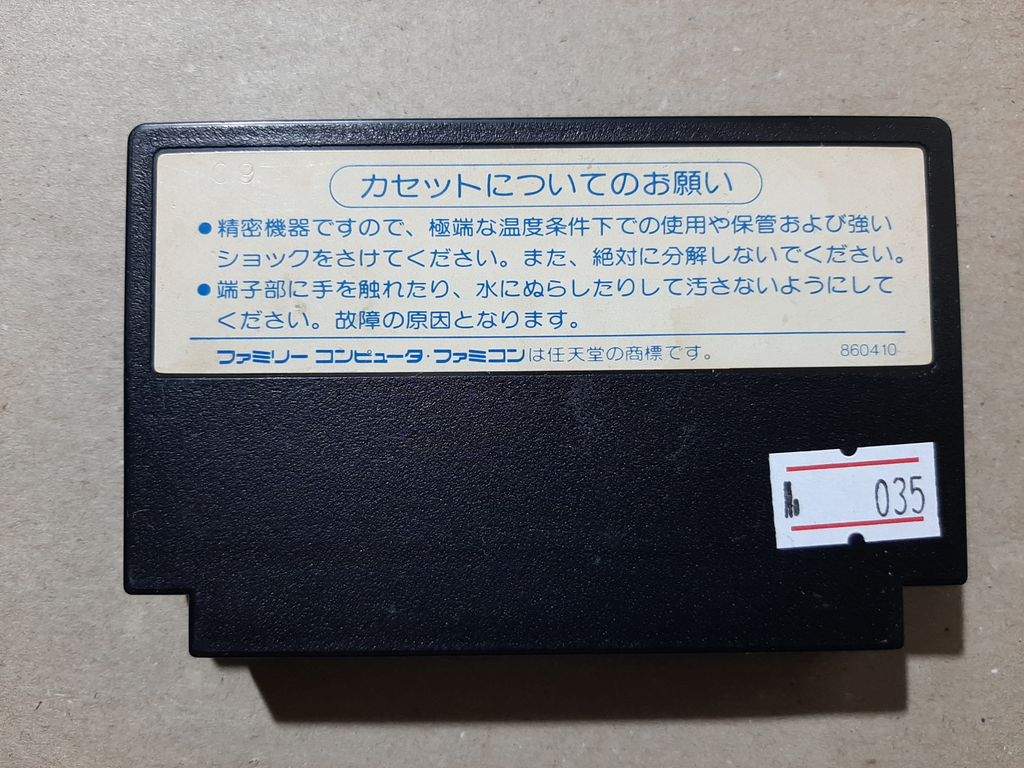 C 9
カセットについてのお願い
●精密機器ですので、極端な温度条件下での使用や保管および強い
ショックをさけてください。また、絶対に分解しないでください。
●端子部に手を触れたり、水にぬらしたりして汚さないようにして
ください。故障の原因となります。
ファミリー コンピュータ・ファミコンは任天堂の商標です。 860410
035